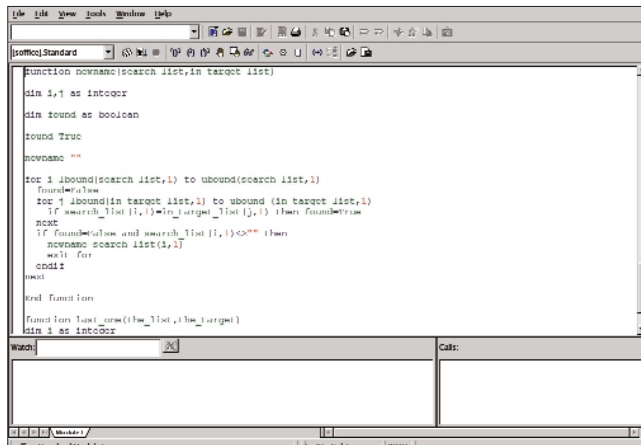 File Edit View Tools Window Help
[soffice].Standard
function newname(search_list,in_target_list)
dim i,j as integer
dim found as boolean
found True
newname ""
for i lbound(search_list,1) to ubound(search_list,1)
found=False
for j lbound(in_target_list,1) to ubound (in_target_list,1)
if search_list(i,1)=in_target_list(j,1) then found=True
next
if found=False and search_list(i,1)<>"" then
newname search_list(i,1)
exit for
endif
next
End function
function last_one(the_list,the_target)
dim i as integer
Watch:
Calls:
Module1